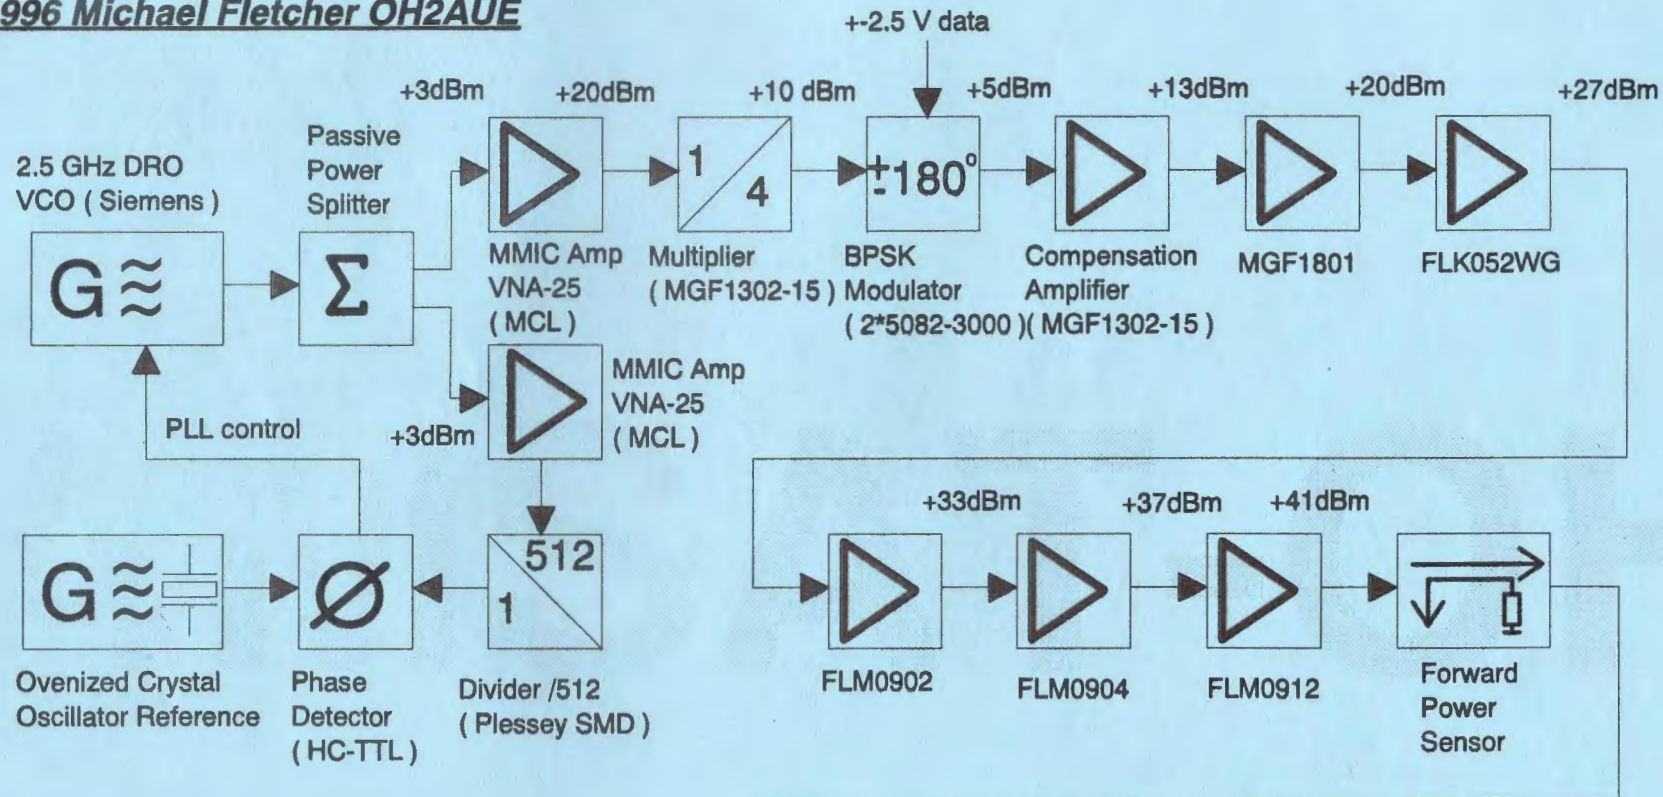 996 Michael Fletcher OH2AUE
+-2.5 V data
+3dBm
+20dBm
+10 dBm
+5dBm
+13dBm
+20dBm
+27dBm
2.5 GHz DRO
VCO ( Siemens )
Passive
Power
Splitter
G
Σ
1
4
±180°
MMIC Amp
VNA-25
( MCL )
Multiplier
( MGF1302-15 )
BPSK
Modulator
( 2*5082-3000 )
Compensation
Amplifier
( MGF1302-15 )
MGF1801
FLK052WG
PLL control
+3dBm
MMIC Amp
VNA-25
( MCL )
+33dBm
+37dBm
+41dBm
G
Ø
512
1
Ovenized Crystal
Oscillator Reference
Phase
Detector
( HC-TTL )
Divider /512
( Plessey SMD )
FLM0902
FLM0904
FLM0912
Forward
Power
Sensor